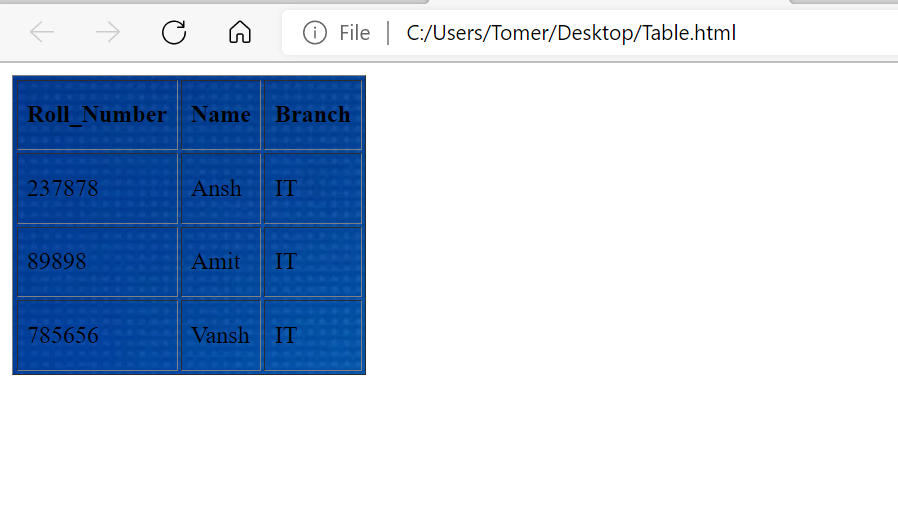 File | C:/Users/Tomer/Desktop/Table.html
Roll_Number Name Branch
237878 Ansh IT
89898 Amit IT
785656 Vansh IT